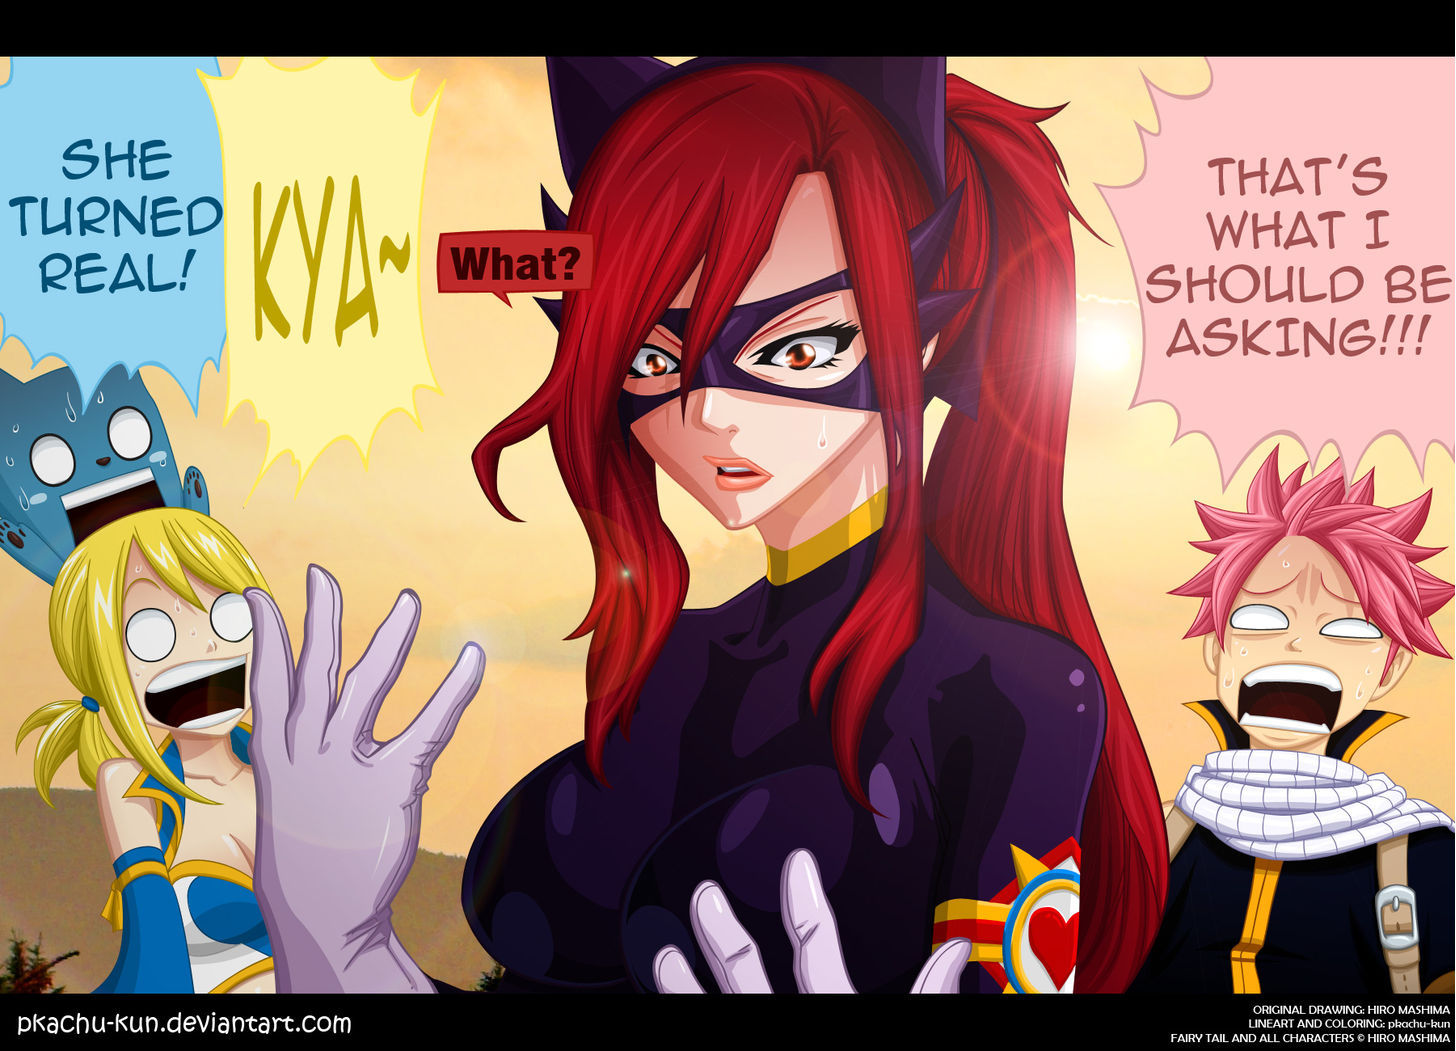 SHE
TURNED
REAL!
KYA~
What?
THAT'S
WHAT I
SHOULD BE
ASKING!!!
pkachu-kun.deviantart.com
ORIGINAL DRAWING: HIRO MASHIMA
LINEART AND COLORING: pkachu-kun
FAIRY TAIL AND ALL CHARACTERS © HIRO MASHIMA